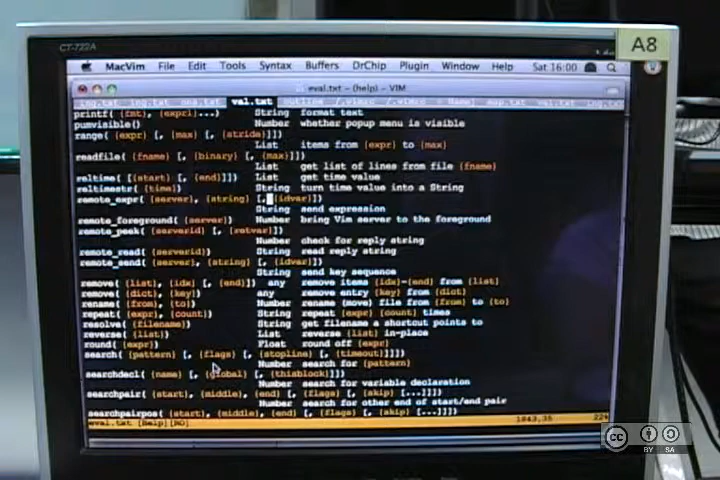 CT-722A
A8
MacVim File Edit Tools Syntax Buffers DrChip Plugin Window Help Sat 16:00
eval.txt - (help) - VIM
val.txt
printf( {fmt}, {expr1}...) String format text
pumvisible() Number whether popup menu is visible
range( {expr} [, {max} [, {stride}]])
List items from {expr} to {max}
readfile( {fname} [, {binary} [, {max}]])
List get list of lines from file {fname}
reltime( [{start} [, {end}]]) List get time value
reltimestr( {time}) String turn time value into a String
remote_expr( {server}, {string} [, {idvar}])
String send expression
remote_foreground( {server}) Number bring Vim server to the foreground
remote_peek( {serverid} [, {retvar}])
Number check for reply string
remote_read( {serverid}) String read reply string
remote_send( {server}, {string} [, {idvar}])
String send key sequence
remove( {list}, {idx} [, {end}]) any remove items {idx}-{end} from {list}
remove( {dict}, {key}) any remove entry {key} from {dict}
rename( {from}, {to}) Number rename (move) file from {from} to {to}
repeat( {expr}, {count}) String repeat {expr} {count} times
resolve( {filename}) String get filename a shortcut points to
reverse( {list}) List reverse {list} in-place
round( {expr}) Float round off {expr}
search( {pattern} [, {flags} [, {stopline} [, {timeout}]]])
Number search for {pattern}
searchdecl( {name} [, {global} [, {thisblock}]])
Number search for variable declaration
searchpair( {start}, {middle}, {end} [, {flags} [, {skip} [...]]])
Number search for other end of start/end pair
searchpairpos( {start}, {middle}, {end} [, {flags} [, {skip} [...]]])
eval.txt [Help][RO] 1843,35 22%
cc BY SA